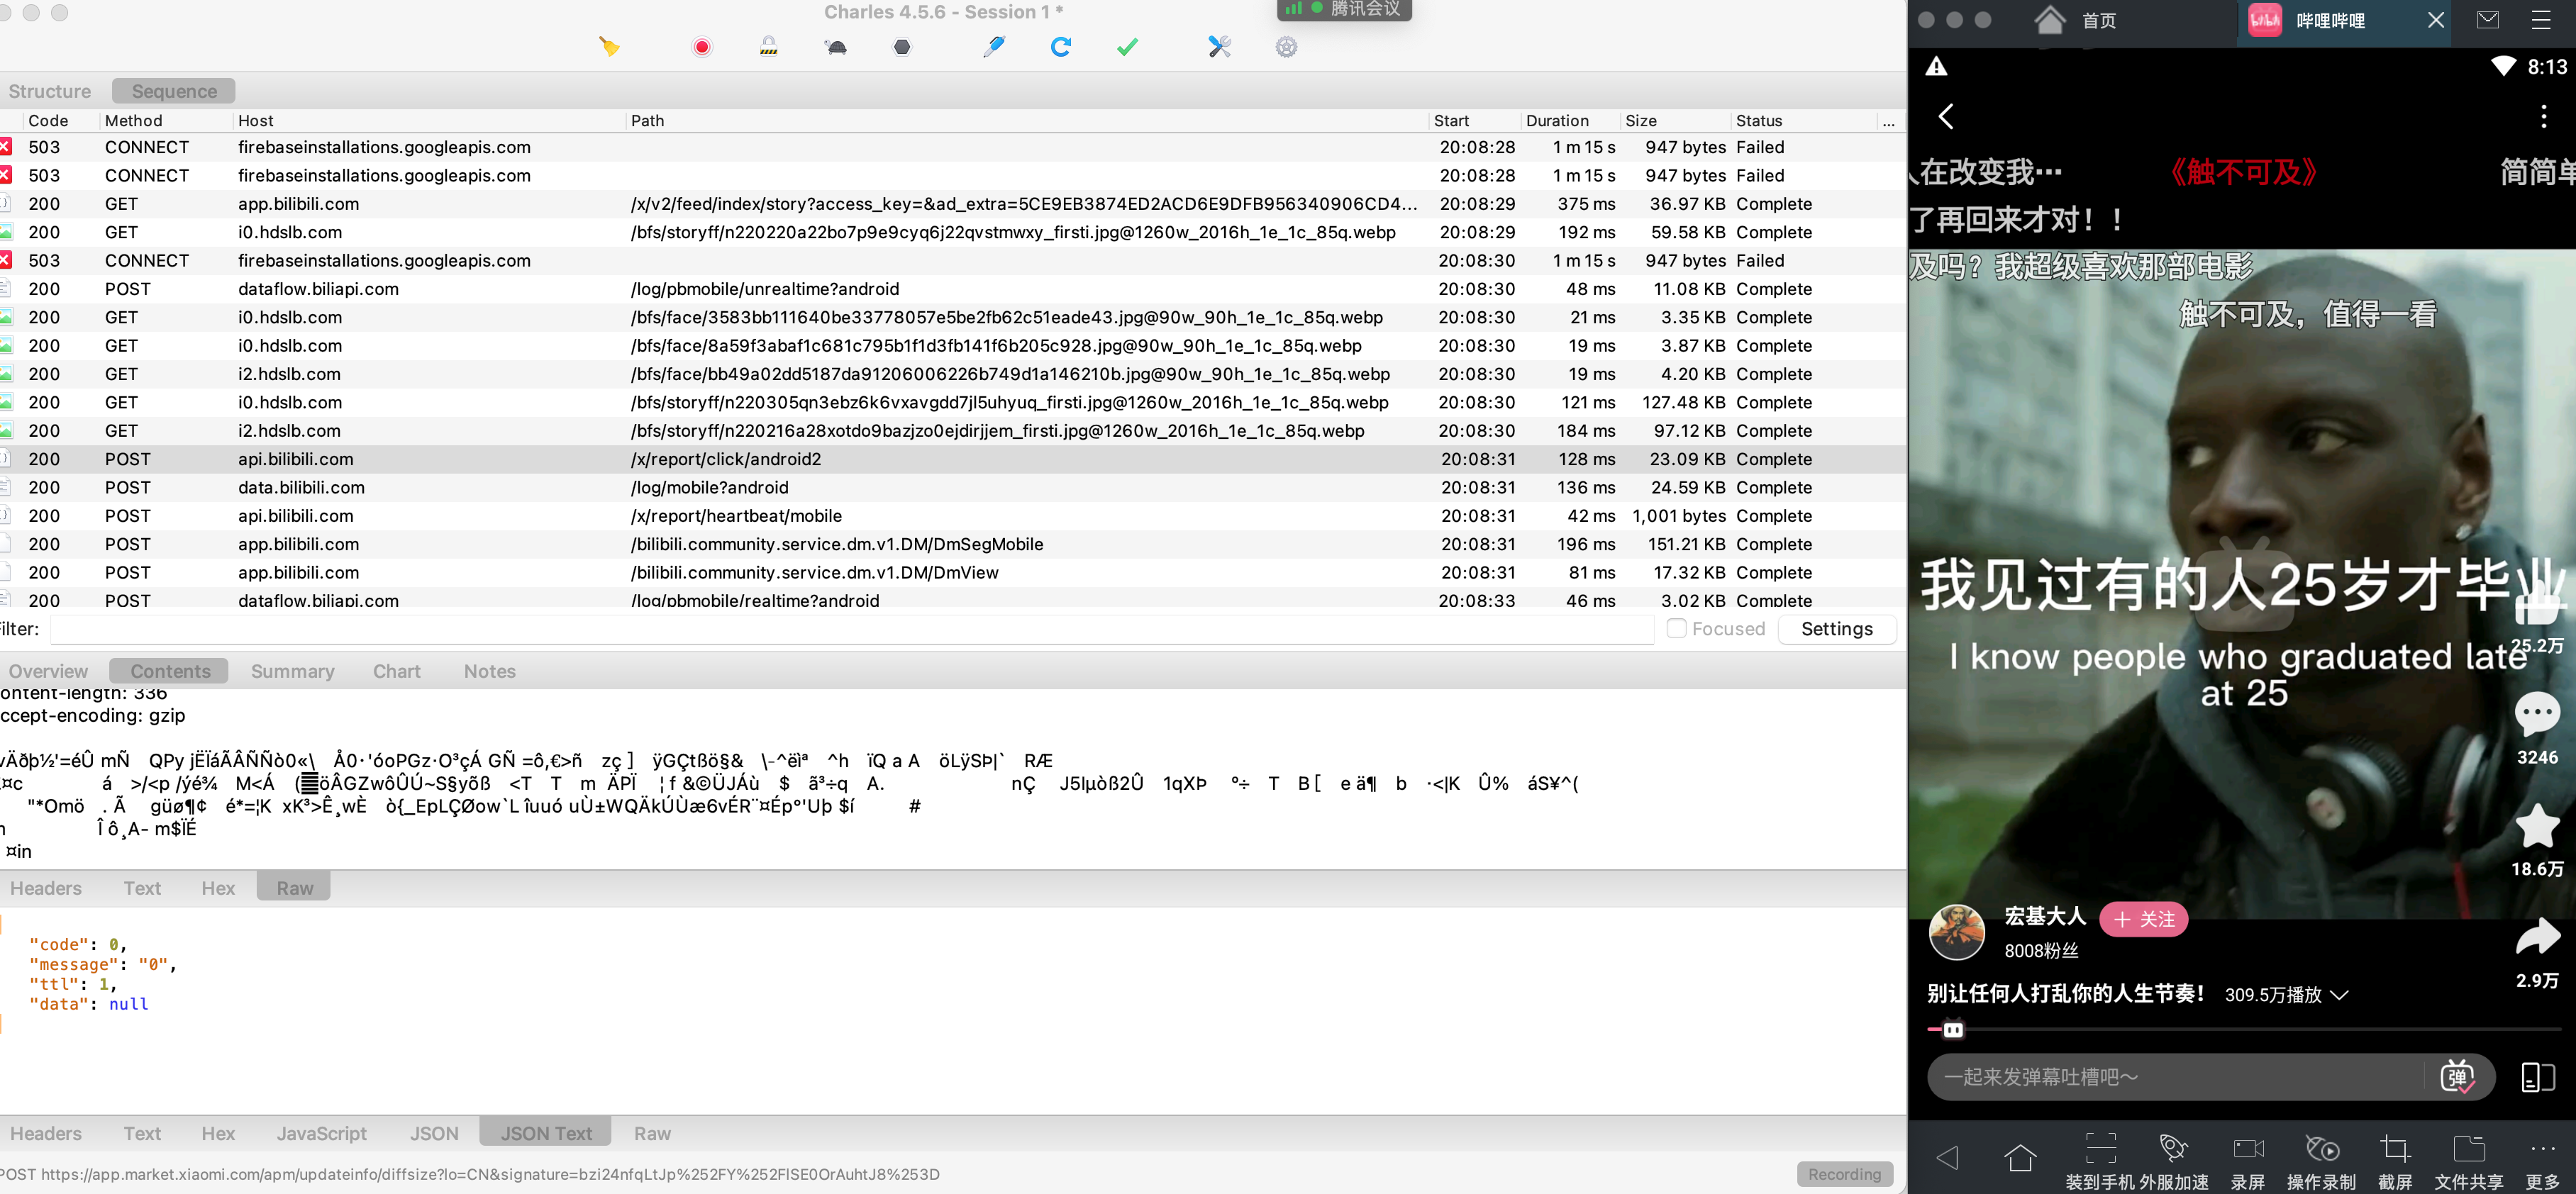 Charles 4.5.6 - Session 1 *
腾讯会议
Structure Sequence
Code Method Host Path Start Duration Size Status ...
503 CONNECT firebaseinstallations.googleapis.com 20:08:28 1 m 15 s 947 bytes Failed
503 CONNECT firebaseinstallations.googleapis.com 20:08:28 1 m 15 s 947 bytes Failed
200 GET app.bilibili.com /x/v2/feed/index/story?access_key=&ad_extra=5CE9EB3874ED2ACD6E9DFB956340906CD4... 20:08:29 375 ms 36.97 KB Complete
200 GET i0.hdslb.com /bfs/storyff/n220220a22bo7p9e9cyq6j22qvstmwxy_firsti.jpg@1260w_2016h_1e_1c_85q.webp 20:08:29 192 ms 59.58 KB Complete
503 CONNECT firebaseinstallations.googleapis.com 20:08:30 1 m 15 s 947 bytes Failed
200 POST dataflow.biliapi.com /log/pbmobile/unrealtime?android 20:08:30 48 ms 11.08 KB Complete
200 GET i0.hdslb.com /bfs/face/3583bb111640be33778057e5be2fb62c51eade43.jpg@90w_90h_1e_1c_85q.webp 20:08:30 21 ms 3.35 KB Complete
200 GET i0.hdslb.com /bfs/face/8a59f3abaf1c681c795b1f1d3fb141f6b205c928.jpg@90w_90h_1e_1c_85q.webp 20:08:30 19 ms 3.87 KB Complete
200 GET i2.hdslb.com /bfs/face/bb49a02dd5187da91206006226b749d1a146210b.jpg@90w_90h_1e_1c_85q.webp 20:08:30 19 ms 4.20 KB Complete
200 GET i0.hdslb.com /bfs/storyff/n220305qn3ebz6k6vxavgdd7jl5uhyuq_firsti.jpg@1260w_2016h_1e_1c_85q.webp 20:08:30 121 ms 127.48 KB Complete
200 GET i2.hdslb.com /bfs/storyff/n220216a28xotdo9bazjzo0ejdirjjem_firsti.jpg@1260w_2016h_1e_1c_85q.webp 20:08:30 184 ms 97.12 KB Complete
200 POST api.bilibili.com /x/report/click/android2 20:08:31 128 ms 23.09 KB Complete
200 POST data.bilibili.com /log/mobile?android 20:08:31 136 ms 24.59 KB Complete
200 POST api.bilibili.com /x/report/heartbeat/mobile 20:08:31 42 ms 1,001 bytes Complete
200 POST app.bilibili.com /bilibili.community.service.dm.v1.DM/DmSegMobile 20:08:31 196 ms 151.21 KB Complete
200 POST app.bilibili.com /bilibili.community.service.dm.v1.DM/DmView 20:08:31 81 ms 17.32 KB Complete
200 POST dataflow.biliapi.com /log/pbmobile/realtime?android 20:08:33 46 ms 3.02 KB Complete
ilter: Focused Settings
Overview Contents Summary Chart Notes
ontent-length: 336
ccept-encoding: gzip
¤in
Headers Text Hex Raw
"code": 0,
"message": "0",
"ttl": 1,
"data": null
Headers Text Hex JavaScript JSON JSON Text Raw
POST https://app.market.xiaomi.com/apm/updateinfo/diffsize?lo=CN&signature=bzi24nfqLtJp%252FY%252FlSE0OrAuhtJ8%253D
Recording
首页 bilibili 哔哩哔哩
8:13
在改变我… 《触不可及》 简简单
了再回来才对！！
及吗？我超级喜欢那部电影
触不可及，值得一看
我见过有的人25岁才毕业
I know people who graduated late
at 25
25.2万
3246
18.6万
宏基大人 + 关注
8008粉丝
2.9万
别让任何人打乱你的人生节奏！ 309.5万播放
一起来发弹幕吐槽吧～ 弹
装到手机 外服加速 录屏 操作录制 截屏 文件共享 更多